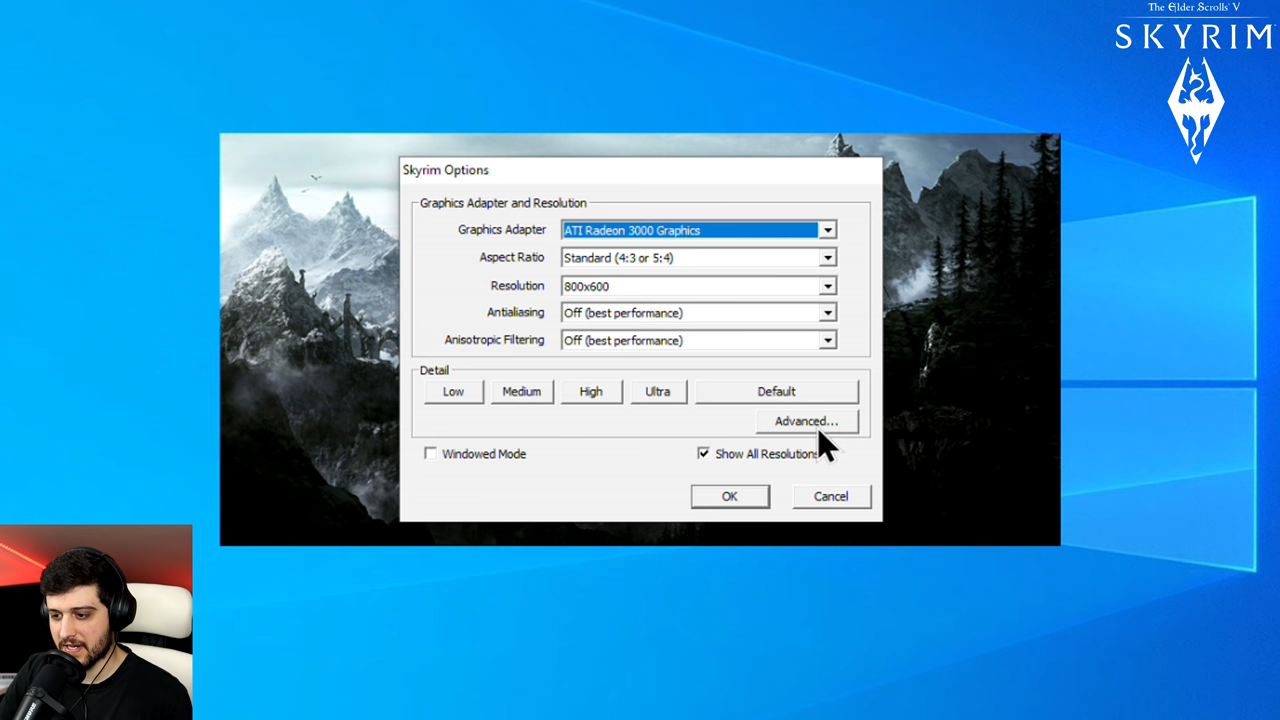 The Elder Scrolls V
SKYRIM
Skyrim Options
Graphics Adapter and Resolution
Graphics Adapter ATI Radeon 3000 Graphics
Aspect Ratio Standard (4:3 or 5:4)
Resolution 800x600
Antialiasing Off (best performance)
Anisotropic Filtering Off (best performance)
Detail
Low Medium High Ultra Default
Advanced...
Windowed Mode Show All Resolutions
OK Cancel